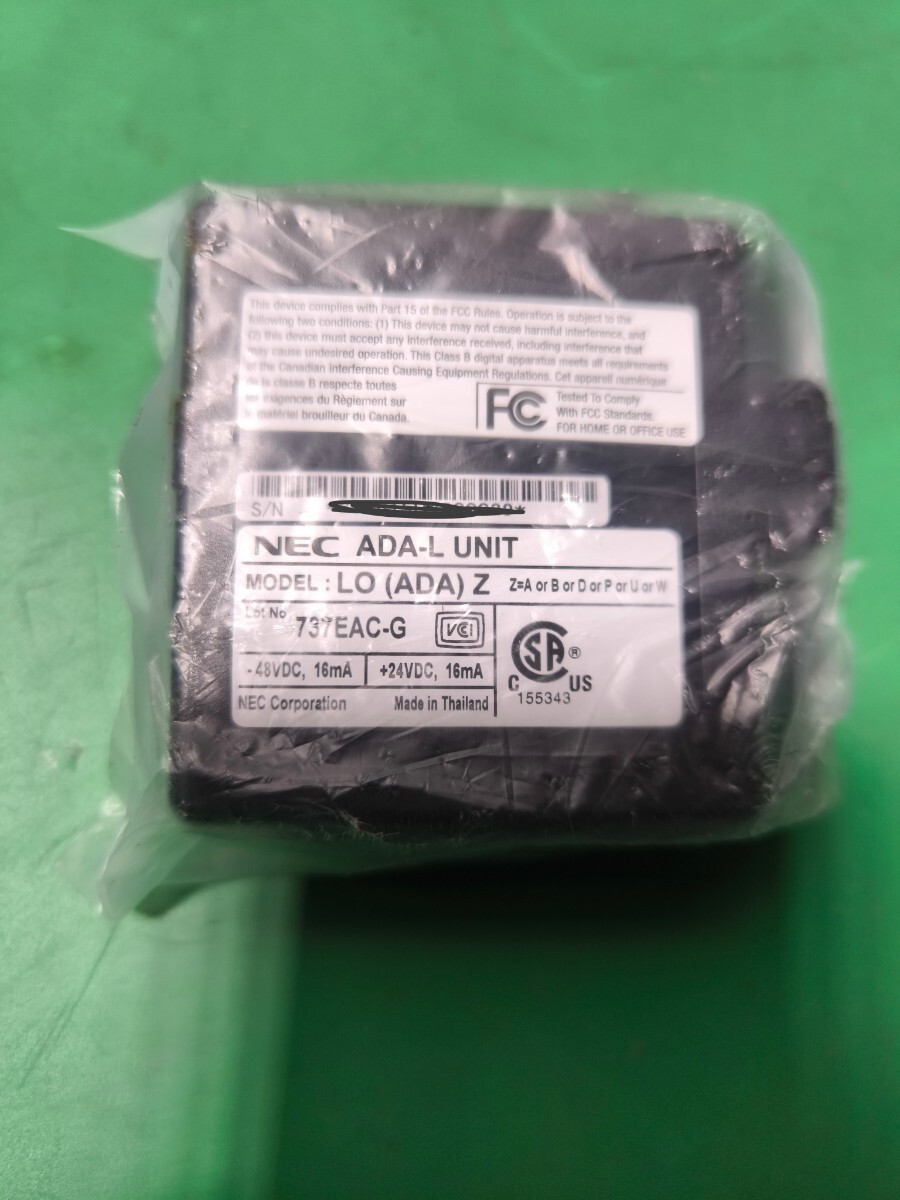 This device complies with Part 15 of the FCC Rules. Operation is subject to the
following two conditions: (1) This device may not cause harmful interference, and
(2) this device must accept any interference received, including interference that
may cause undesired operation. This Class B digital apparatus meets all requirements
of the Canadian Interference Causing Equipment Regulations. Cet appareil numérique
de la classe B respecte toutes
les exigences du Règlement sur
le matériel brouilleur du Canada.
FC
Tested To Comply
With FCC Standards.
FOR HOME OR OFFICE USE
S/N
NEC ADA-L UNIT
MODEL : LO (ADA) Z Z=A or B or D or P or U or W
Lot No 737EAC-G VCI
-48VDC, 16mA +24VDC, 16mA
NEC Corporation Made in Thailand
SA ®
C US
155343